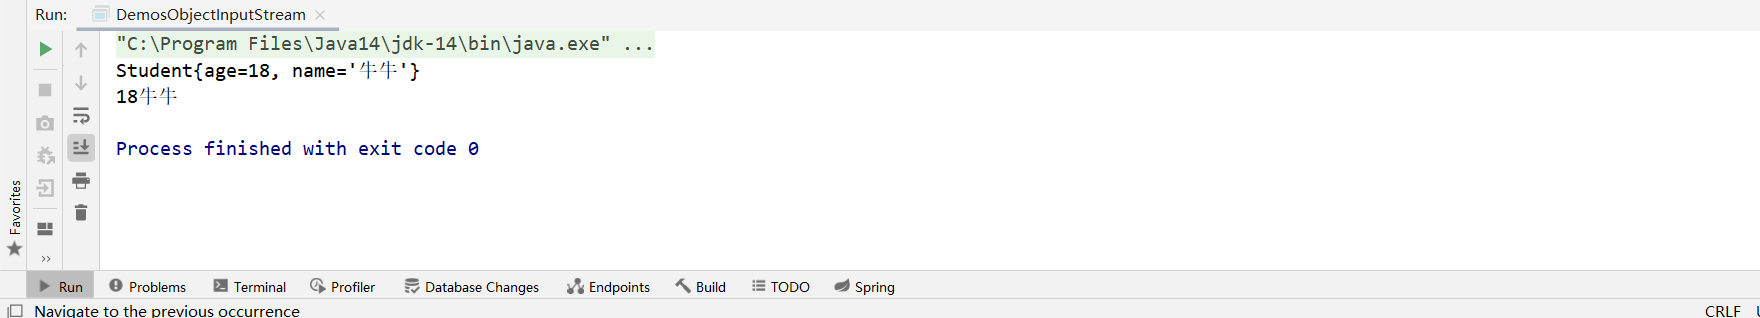 Run: DemosObjectInputStream
"C:\Program Files\Java14\jdk-14\bin\java.exe" ...
Student{age=18, name='牛牛'}
18牛牛
Process finished with exit code 0
Favorites
Run Problems Terminal Profiler Database Changes Endpoints Build TODO Spring
Navigate to the previous occurrence CRLF